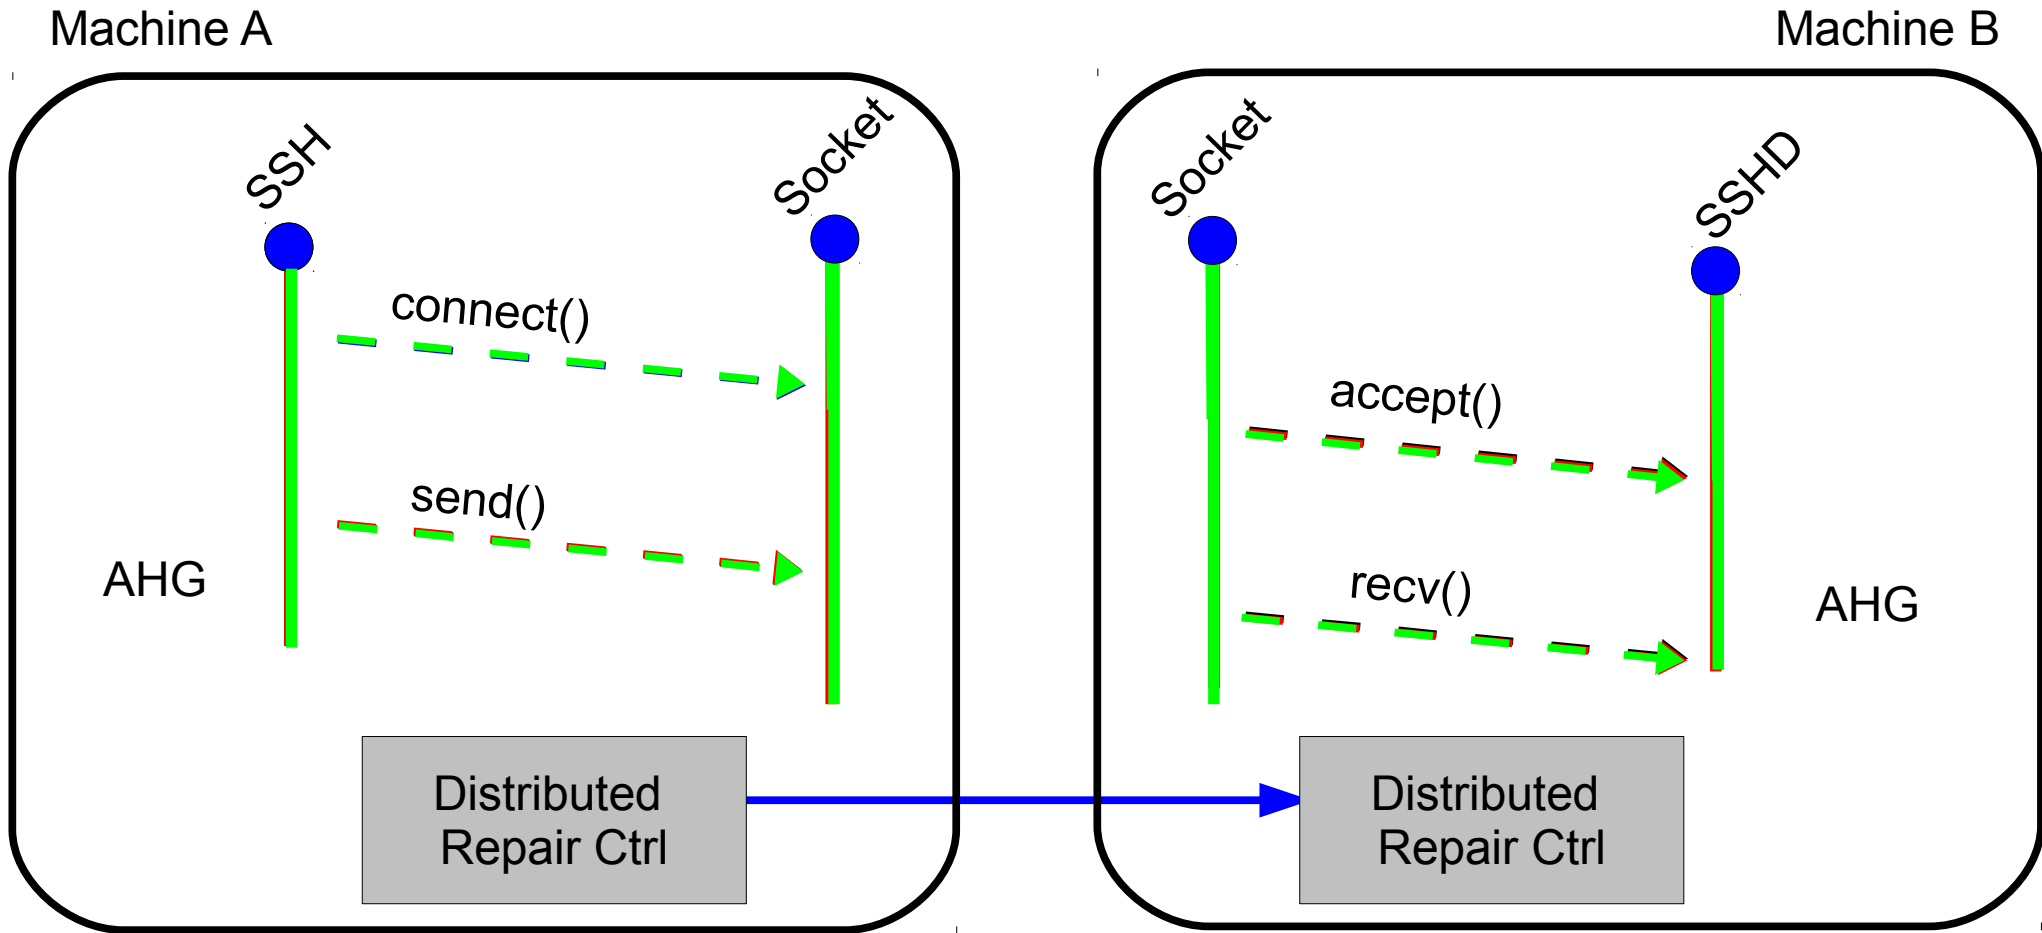 Machine A
Machine B
SSH
Socket
Socket
SSHD
connect()
accept()
send()
recv()
AHG
AHG
Distributed
Repair Ctrl
Distributed
Repair Ctrl